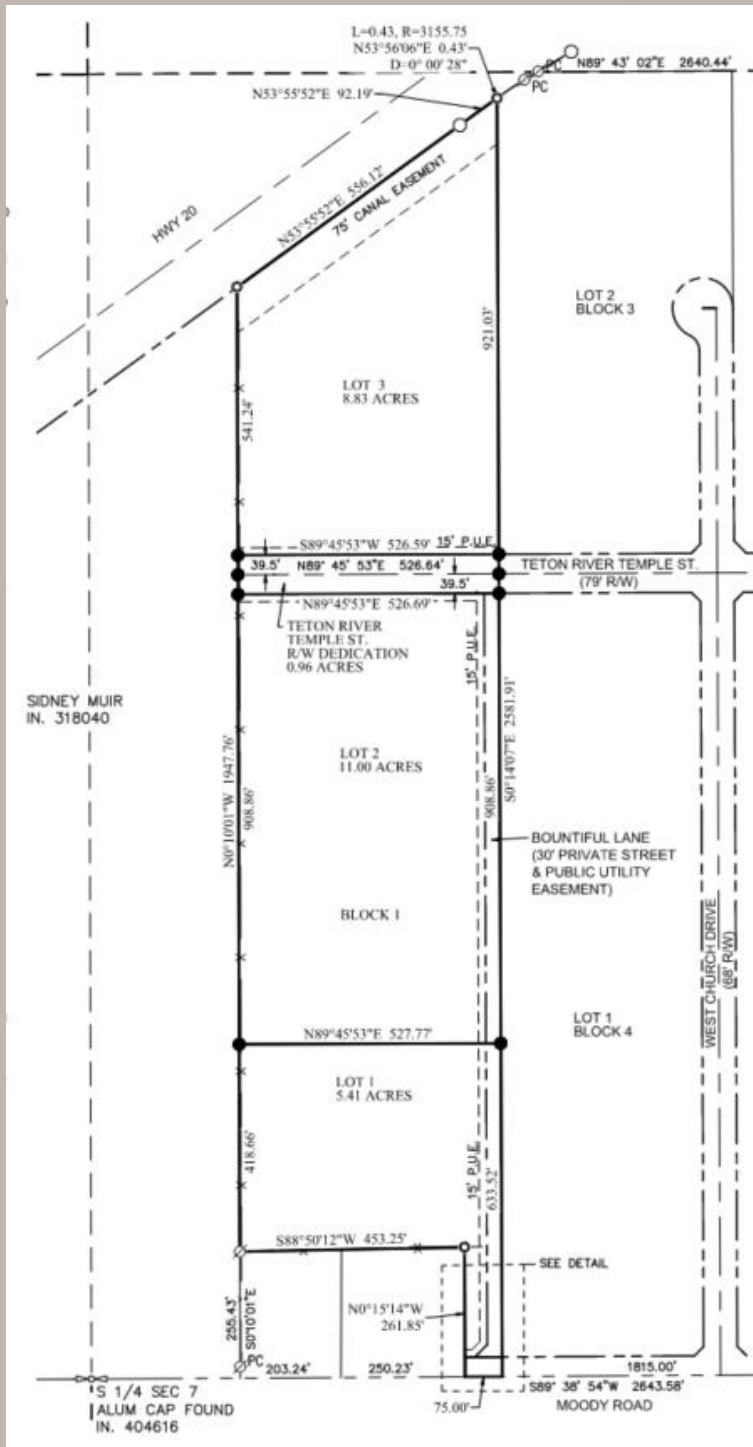 L=0.43, R=3155.75
N53°56'06"E 0.43'
D=0° 00' 28"
N89° 43' 02"E 2640.44'
PC
PC
N53°55'52"E 92.19'
N53°55'52"E 556.12'
75' CANAL EASEMENT
HWY 20
LOT 2
BLOCK 3
921.03'
LOT 3
8.83 ACRES
541.24'
S89°45'53"W 526.59'
15' P.U.E.
39.5'
N89° 45' 53"E 526.64'
39.5'
TETON RIVER TEMPLE ST.
(79' R/W)
N89°45'53"E 526.69'
TETON RIVER
TEMPLE ST.
R/W DEDICATION
0.96 ACRES
15' P.U.E.
SIDNEY MUIR
IN. 318040
N0°10'01"W 1947.76'
908.86'
LOT 2
11.00 ACRES
908.86'
S0°14'07"E 2581.91'
BOUNTIFUL LANE
(30' PRIVATE STREET
& PUBLIC UTILITY
EASEMENT)
BLOCK 1
WEST CHURCH DRIVE
(68' R/W)
LOT 1
BLOCK 4
N89°45'53"E 527.77'
LOT 1
5.41 ACRES
418.66'
15' P.U.E.
633.52'
S88°50'12"W 453.25'
SEE DETAIL
255.43'
S0°10'01"E
N0°15'14"W
261.85'
PC
203.24'
250.23'
1815.00'
S 1/4 SEC 7
ALUM CAP FOUND
IN. 404616
75.00'
S89° 38' 54"W 2643.58'
MOODY ROAD